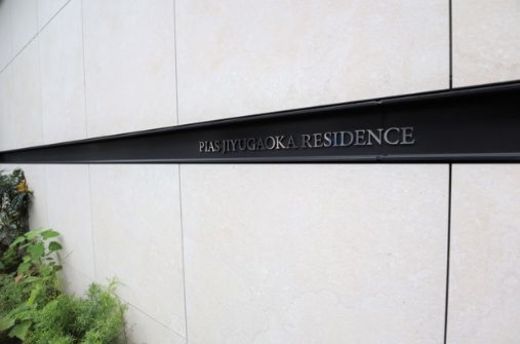 PIAS JIYUGAOKA RESIDENCE